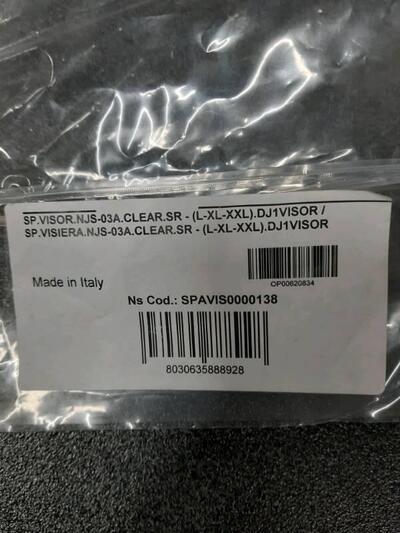 SP.VISOR.NJS-03A.CLEAR.SR - (L-XL-XXL).DJ1VISOR /
SP.VISIERA.NJS-03A.CLEAR.SR - (L-XL-XXL).DJ1VISOR
Made in Italy
OP00620834
Ns Cod.: SPAVIS0000138
8030635888928